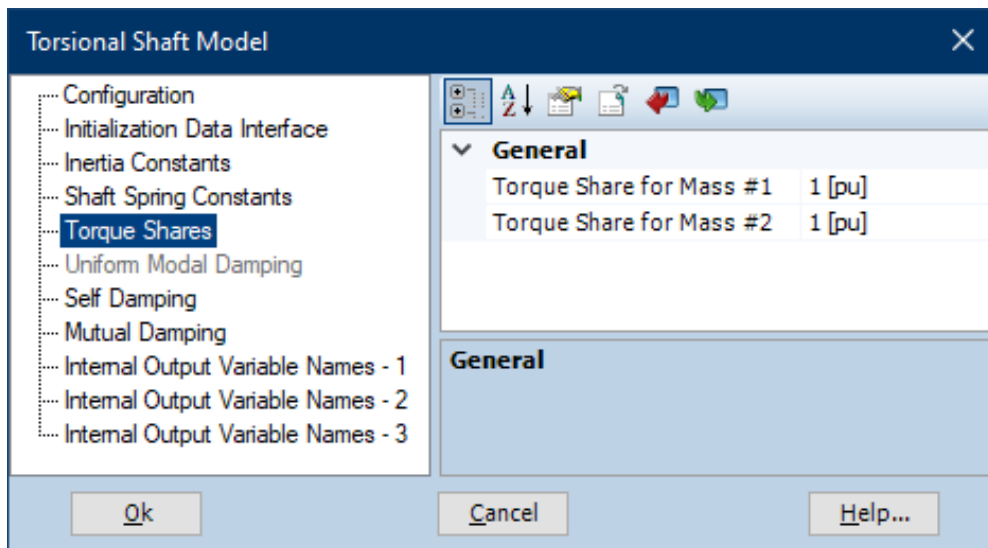 Torsional Shaft Model
Configuration
Initialization Data Interface
Inertia Constants
Shaft Spring Constants
Torque Shares
Uniform Modal Damping
Self Damping
Mutual Damping
Internal Output Variable Names - 1
Internal Output Variable Names - 2
Internal Output Variable Names - 3
A
Z
General
Torque Share for Mass #1 1 [pu]
Torque Share for Mass #2 1 [pu]
General
Ok Cancel Help...